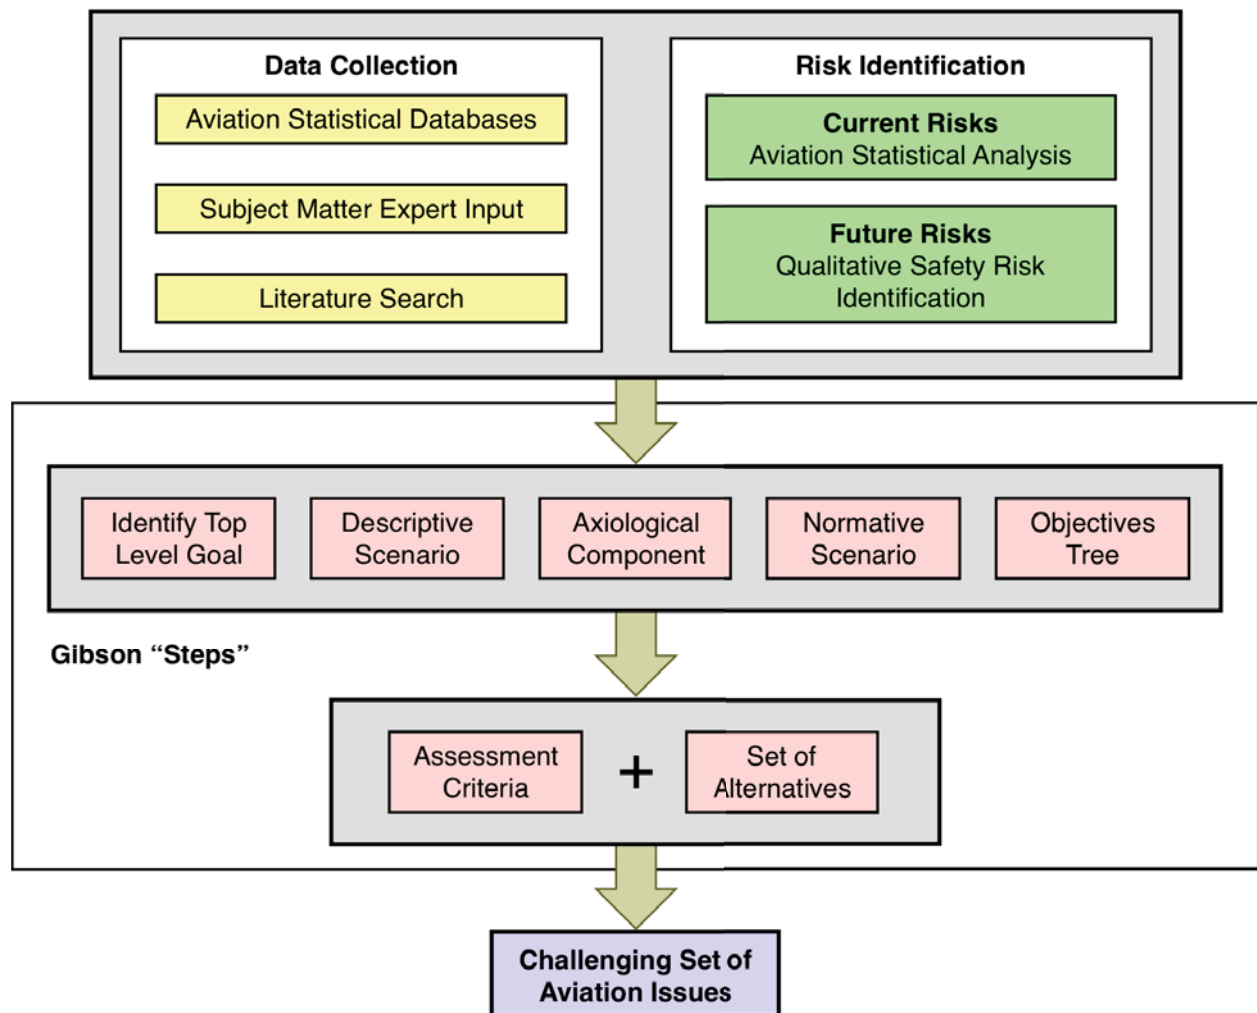 Data Collection
Aviation Statistical Databases
Subject Matter Expert Input
Literature Search
Risk Identification
Current Risks
Aviation Statistical Analysis
Future Risks
Qualitative Safety Risk
Identification
Identify Top
Level Goal
Descriptive
Scenario
Axiological
Component
Normative
Scenario
Objectives
Tree
Gibson “Steps”
Assessment
Criteria
+
Set of
Alternatives
Challenging Set of
Aviation Issues